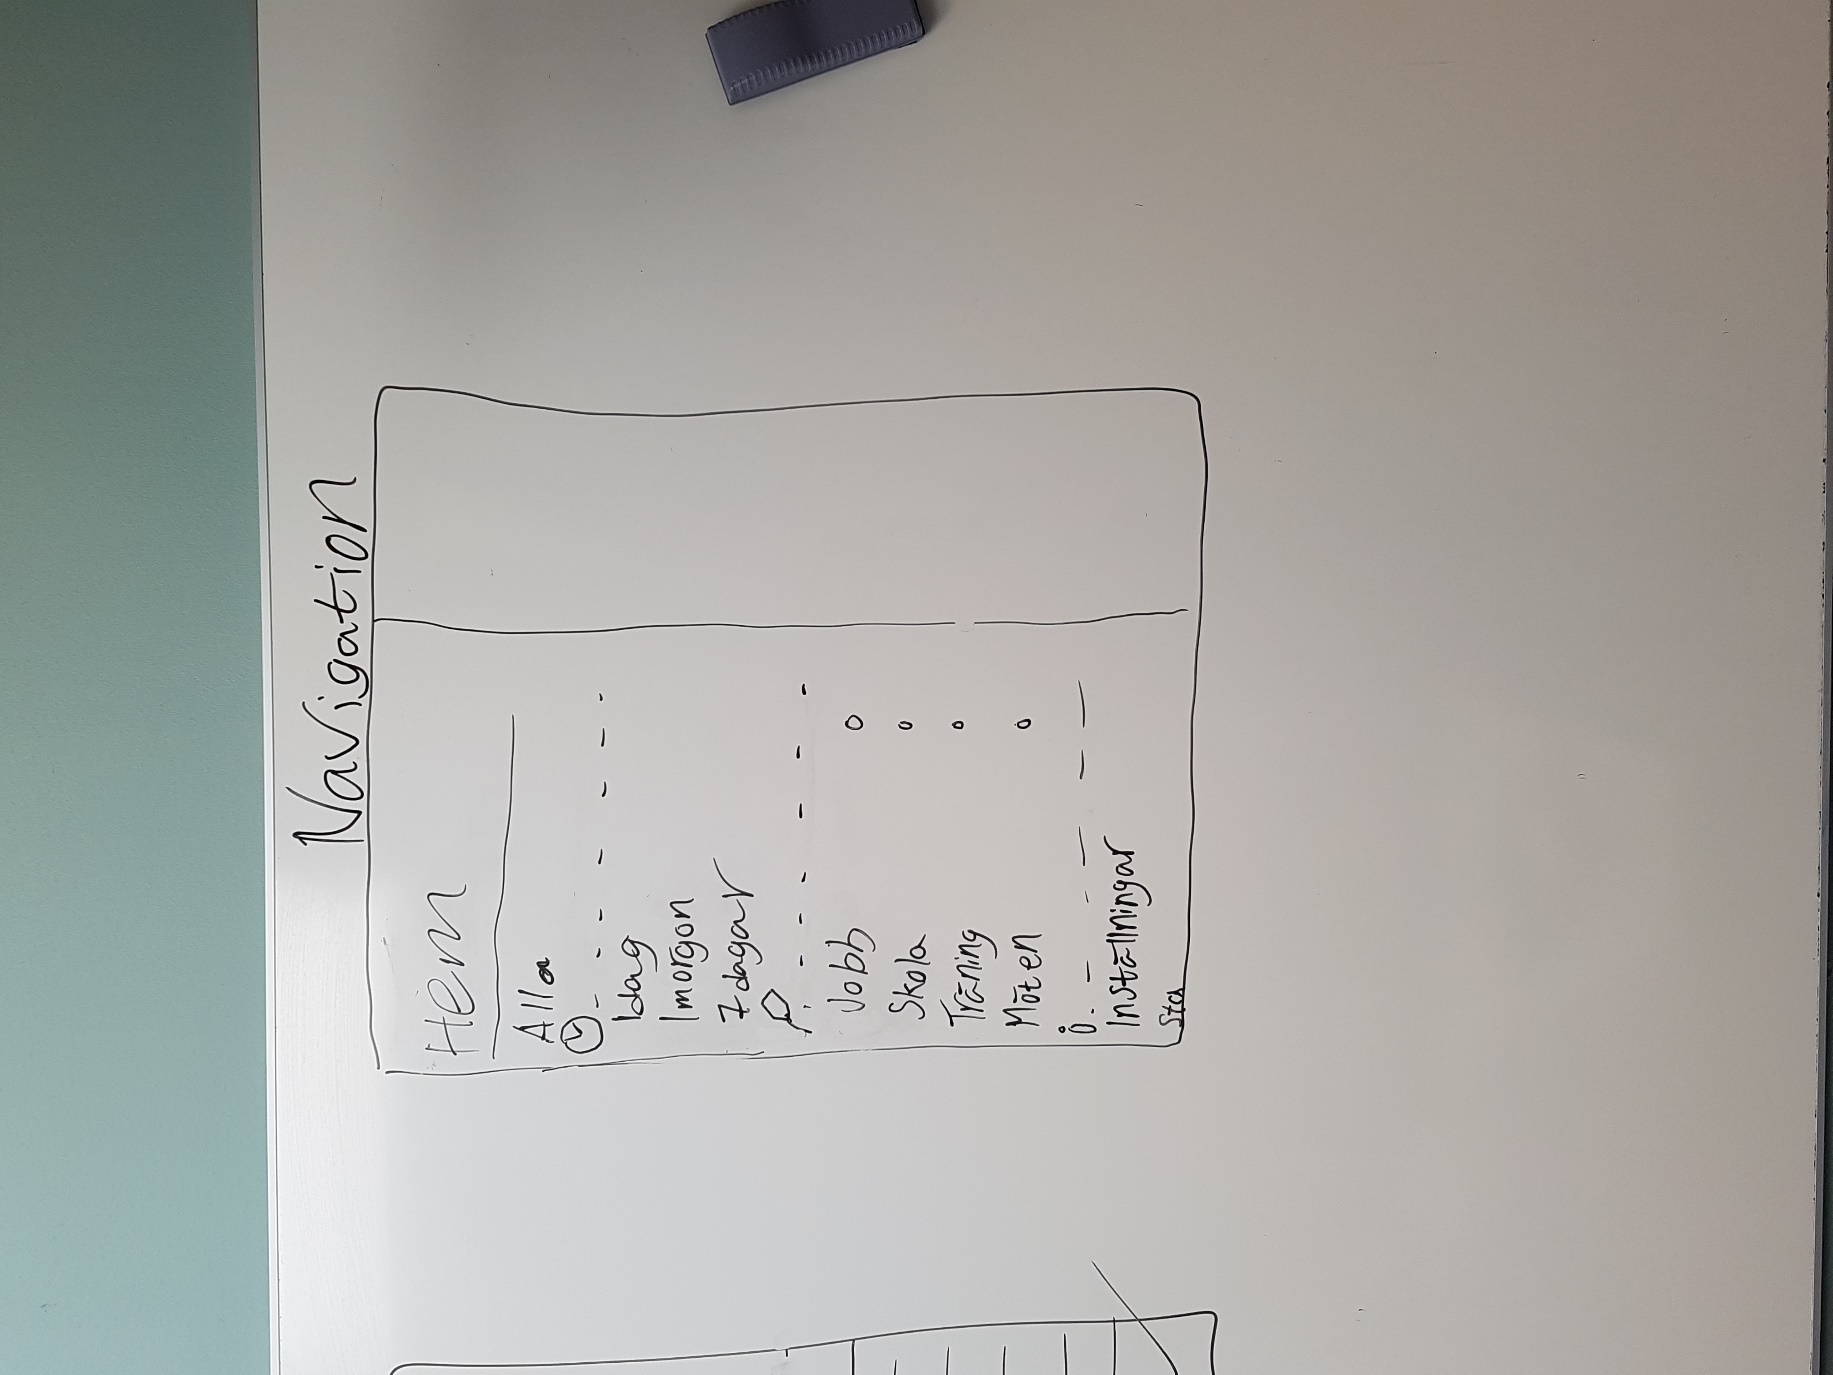 Navigation
Hem
Alla
Idag
Imorgon
7 dagar
Jobb
Skola
Träning
Möten
Inställningar